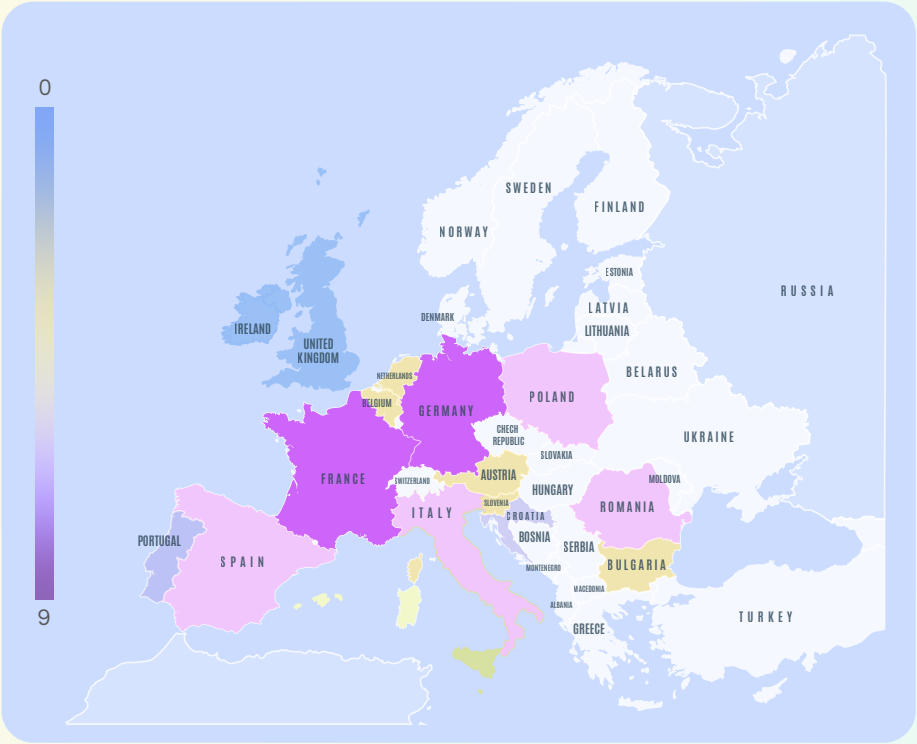 0
SWEDEN
FINLAND
NORWAY
ESTONIA
RUSSIA
LATVIA
DENMARK
IRELAND
LITHUANIA
UNITED
KINGDOM
BELARUS
NETHERLANDS
POLAND
BELGIUM
GERMANY
CHECH
REPUBLIC
UKRAINE
SLOVAKIA
AUSTRIA
FRANCE
SWITZERLAND
MOLDOVA
HUNGARY
SLOVENIA
ROMANIA
ITALY
CROATIA
BOSNIA
PORTUGAL
SERBIA
SPAIN
BULGARIA
MONTENEGRO
MACEDONIA
ALBANIA
9
TURKEY
GREECE